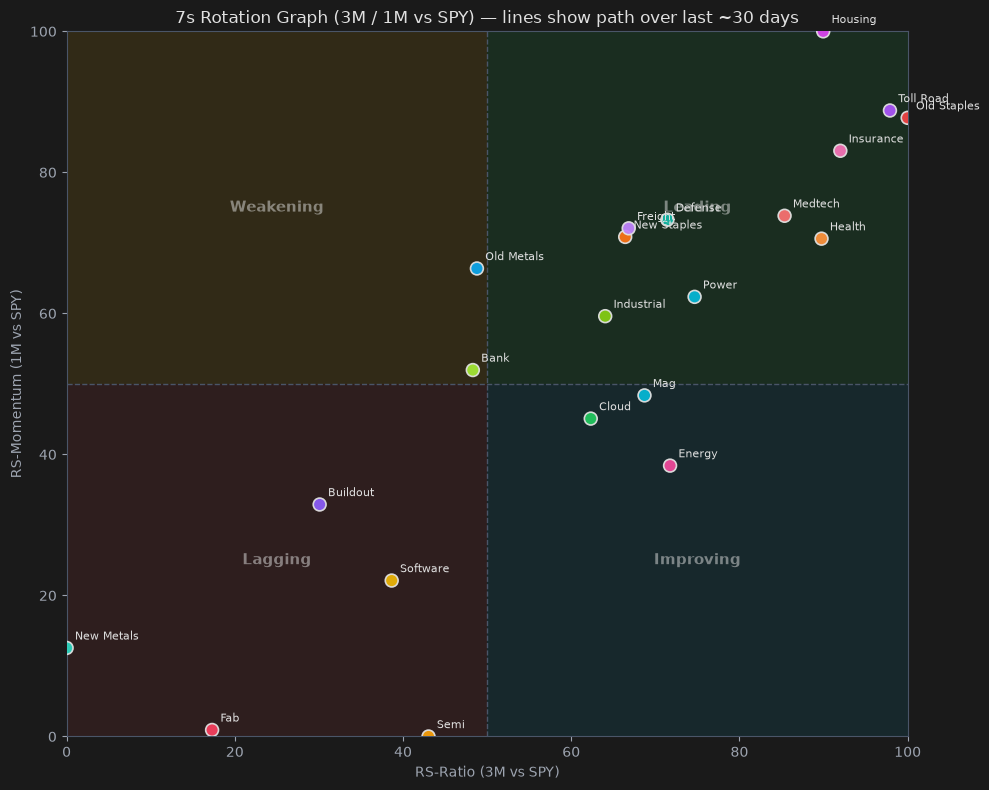 7s Rotation Graph (3M / 1M vs SPY) — lines show path over last ~30 days
Housing
100
Toll Road
Old Staples
Insurance
80
Weakening
Leading
Medtech
Defense
Freight
New Staples
Health
Old Metals
Power
60
Industrial
Bank
Mag
Cloud
40
Energy
Buildout
Lagging
Improving
Software
20
New Metals
Fab
Semi
0
0
20
40
60
80
100
RS-Momentum (1M vs SPY)
RS-Ratio (3M vs SPY)